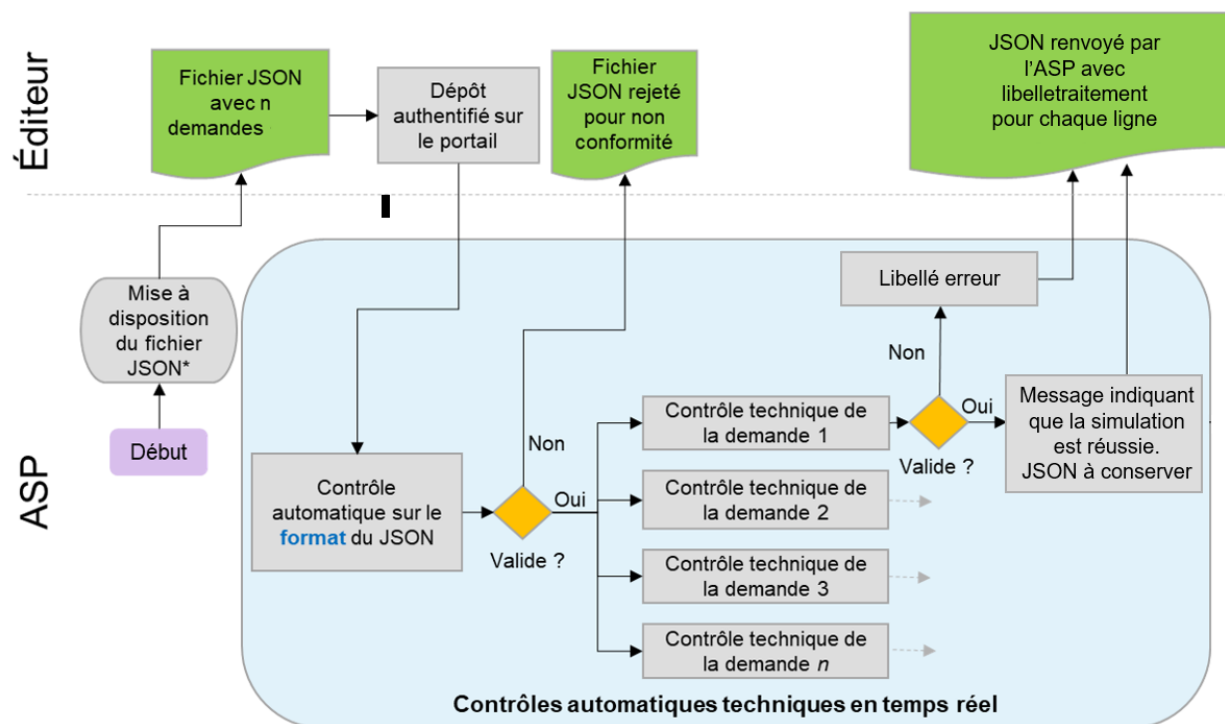 Éditeur
Fichier JSON
avec n
demandes
Dépôt
authentifié sur
le portail
Fichier
JSON rejeté
pour non
conformité
JSON renvoyé par
l'ASP avec
libelletraitement
pour chaque ligne
ASP
Mise à
disposition
du fichier
JSON*
Début
Contrôle
automatique sur le
format du JSON
Non
Oui
Valide ?
Contrôle technique de
la demande 1
Contrôle technique de
la demande 2
Contrôle technique de
la demande 3
Contrôle technique de
la demande n
Libellé erreur
Non
Oui
Valide ?
Message indiquant
que la simulation
est réussie.
JSON à conserver
Contrôles automatiques techniques en temps réel